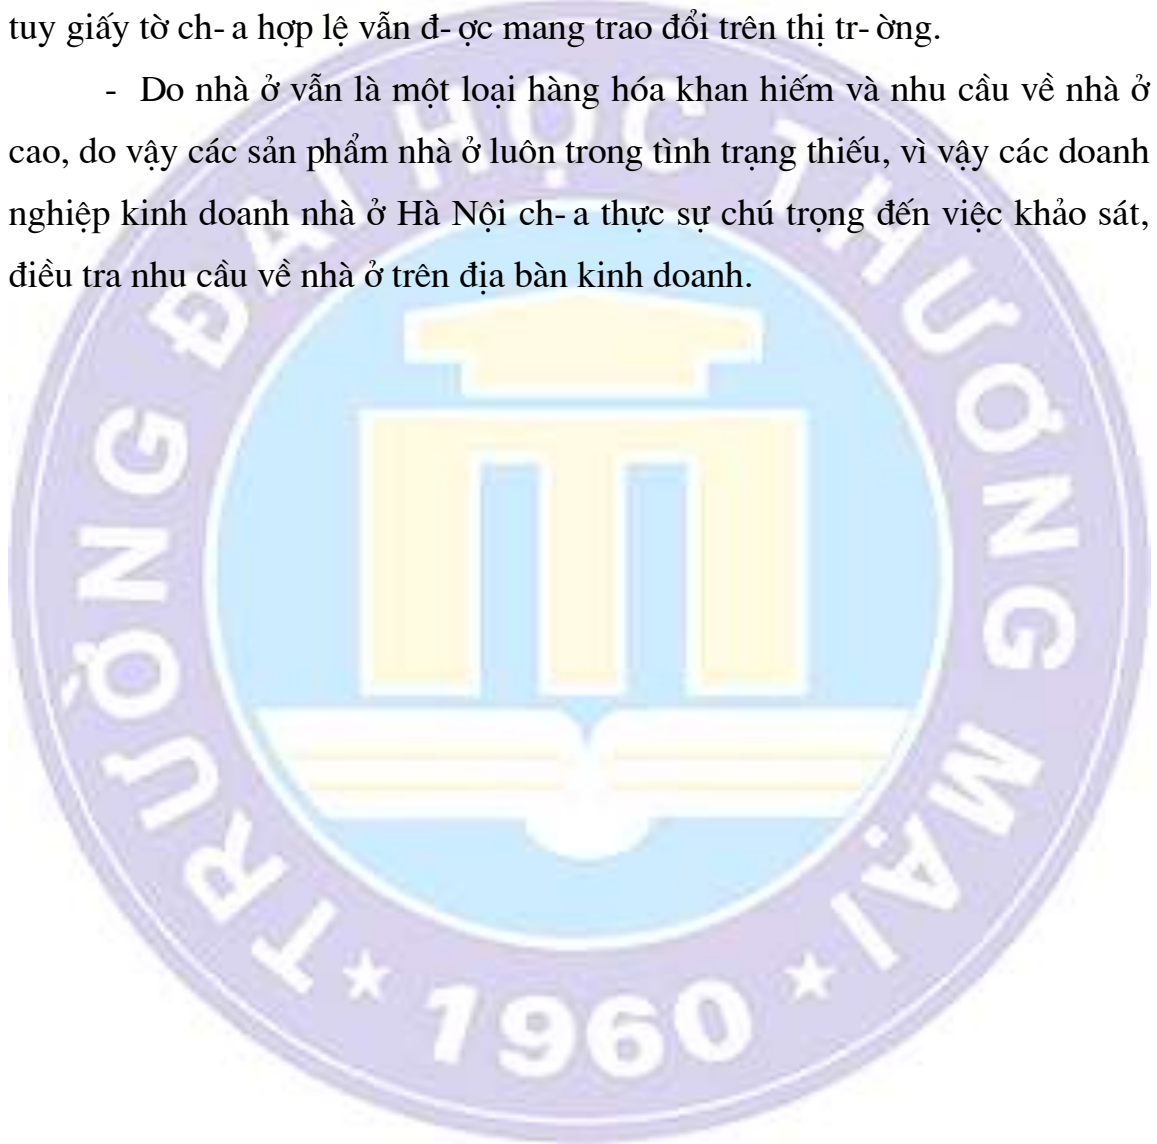 tuy giấy tờ ch- a hợp lệ vẫn đ- ợc mang trao đổi trên thị tr- ờng.
- Do nhà ở vẫn là một loại hàng hóa khan hiếm và nhu cầu về nhà ở
cao, do vậy các sản phẩm nhà ở luôn trong tình trạng thiếu, vì vậy các doanh
nghiệp kinh doanh nhà ở Hà Nội ch- a thực sự chú trọng đến việc khảo sát,
điều tra nhu cầu về nhà ở trên địa bàn kinh doanh.
TRƯỜNG ĐẠI HỌC THƯƠNG MẠI
1960